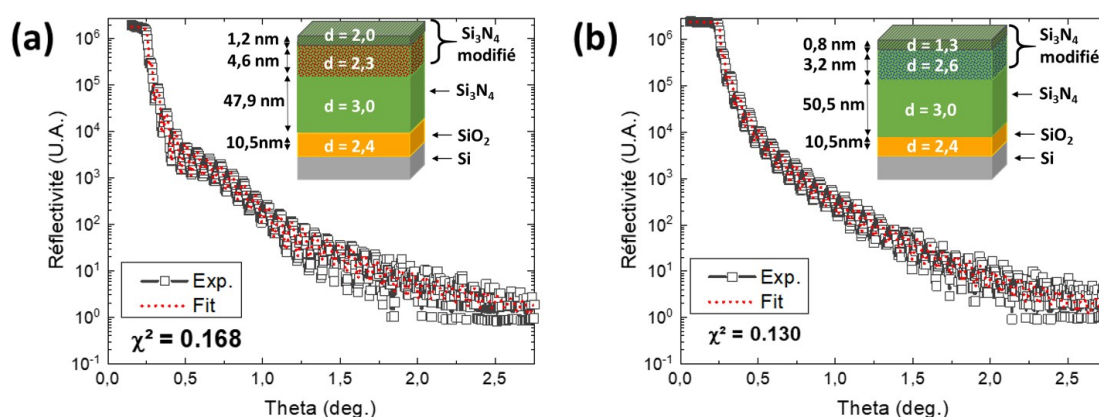 (a)
Réflectivité (U.A.)
10⁶
10⁵
10⁴
10³
10²
10¹
10⁰
10⁻¹
0,0
0,5
1,0
1,5
2,0
2,5
Theta (deg.)
1,2 nm
4,6 nm
47,9 nm
10,5nm
d = 2,0
d = 2,3
d = 3,0
d = 2,4
Si₃N₄
modifié
Si₃N₄
SiO₂
Si
Exp.
Fit
χ² = 0.168
(b)
Réflectivité (U.A.)
10⁶
10⁵
10⁴
10³
10²
10¹
10⁰
10⁻¹
0,0
0,5
1,0
1,5
2,0
2,5
Theta (deg.)
0,8 nm
3,2 nm
50,5 nm
10,5nm
d = 1,3
d = 2,6
d = 3,0
d = 2,4
Si₃N₄
modifié
Si₃N₄
SiO₂
Si
Exp.
Fit
χ² = 0.130